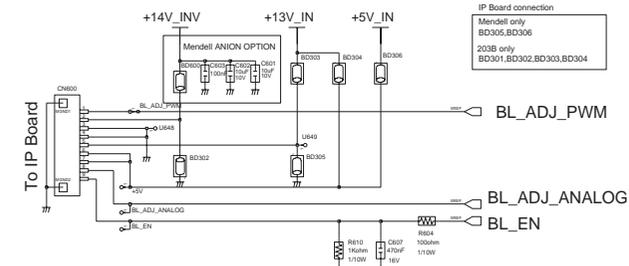 +14V_INV
+13V_IN
+5V_IN
IP Board connection
Mendell only
BD305,BD306
203B only
BD301,BD302,BD303,BD304
Mendell ANION OPTION
BD600
C603
100nF
C602
10uF
10V
C601
10uF
10V
BD303
BD304
BD306
To IP Board
CN600
MGND1
MGND2
BL_ADJ_PWM
BL_ADJ_PWM
U648
U649
BD302
BD305
+5V
BL_ADJ_ANALOG
BL_ADJ_ANALOG
BL_EN
BL_EN
R610
1Kohm
1/10W
C607
470nF
16V
R604
100ohm
1/10W